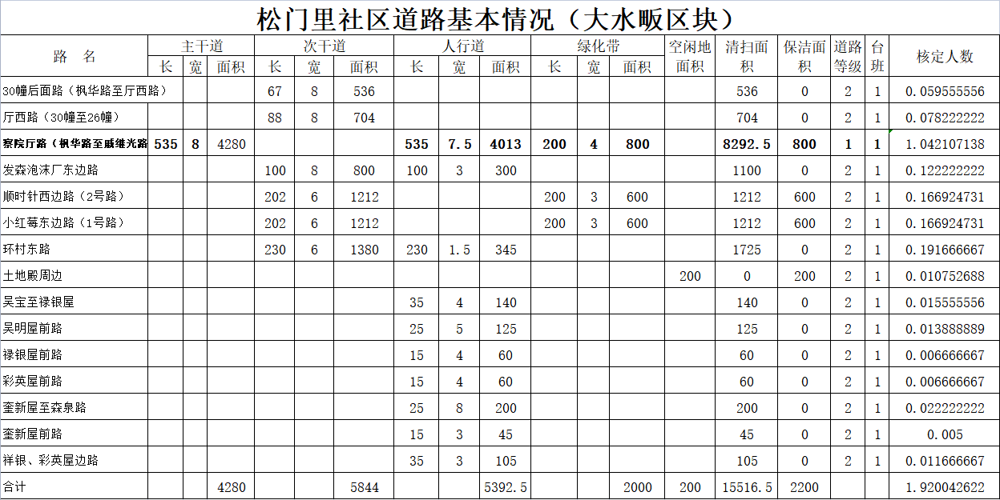 松门里社区道路基本情况（大水畈区块）
路 名 主干道 次干道 人行道 绿化带 空闲地面积 清扫面积 保洁面积 道路等级 台班 核定人数
长 宽 面积 长 宽 面积 长 宽 面积 长 宽 面积
30幢后面路（枫华路至厅西路） 67 8 536 536 0 2 1 0.059555556
厅西路（30幢至26幢） 88 8 704 704 0 2 1 0.078222222
察院厅路（枫华路至戚继光路 535 8 4280 535 7.5 4013 200 4 800 8292.5 800 1 1 1.042107138
发森泡沫厂东边路 100 8 800 100 3 300 1100 0 2 1 0.122222222
顺时针西边路（2号路） 202 6 1212 200 3 600 1212 600 2 1 0.166924731
小红莓东边路（1号路） 202 6 1212 200 3 600 1212 600 2 1 0.166924731
环村东路 230 6 1380 230 1.5 345 1725 0 2 1 0.191666667
土地殿周边 200 0 200 2 1 0.010752688
吴宝至禄银屋 35 4 140 140 0 2 1 0.015555556
吴明屋前路 25 5 125 125 0 2 1 0.013888889
禄银屋前路 15 4 60 60 0 2 1 0.006666667
彩英屋前路 15 4 60 60 0 2 1 0.006666667
奎新屋至森泉路 25 8 200 200 0 2 1 0.022222222
奎新屋前路 15 3 45 45 0 2 1 0.005
祥银、彩英屋边路 35 3 105 105 0 2 1 0.011666667
合计 4280 5844 5392.5 2000 200 15516.5 2200 1.920042622